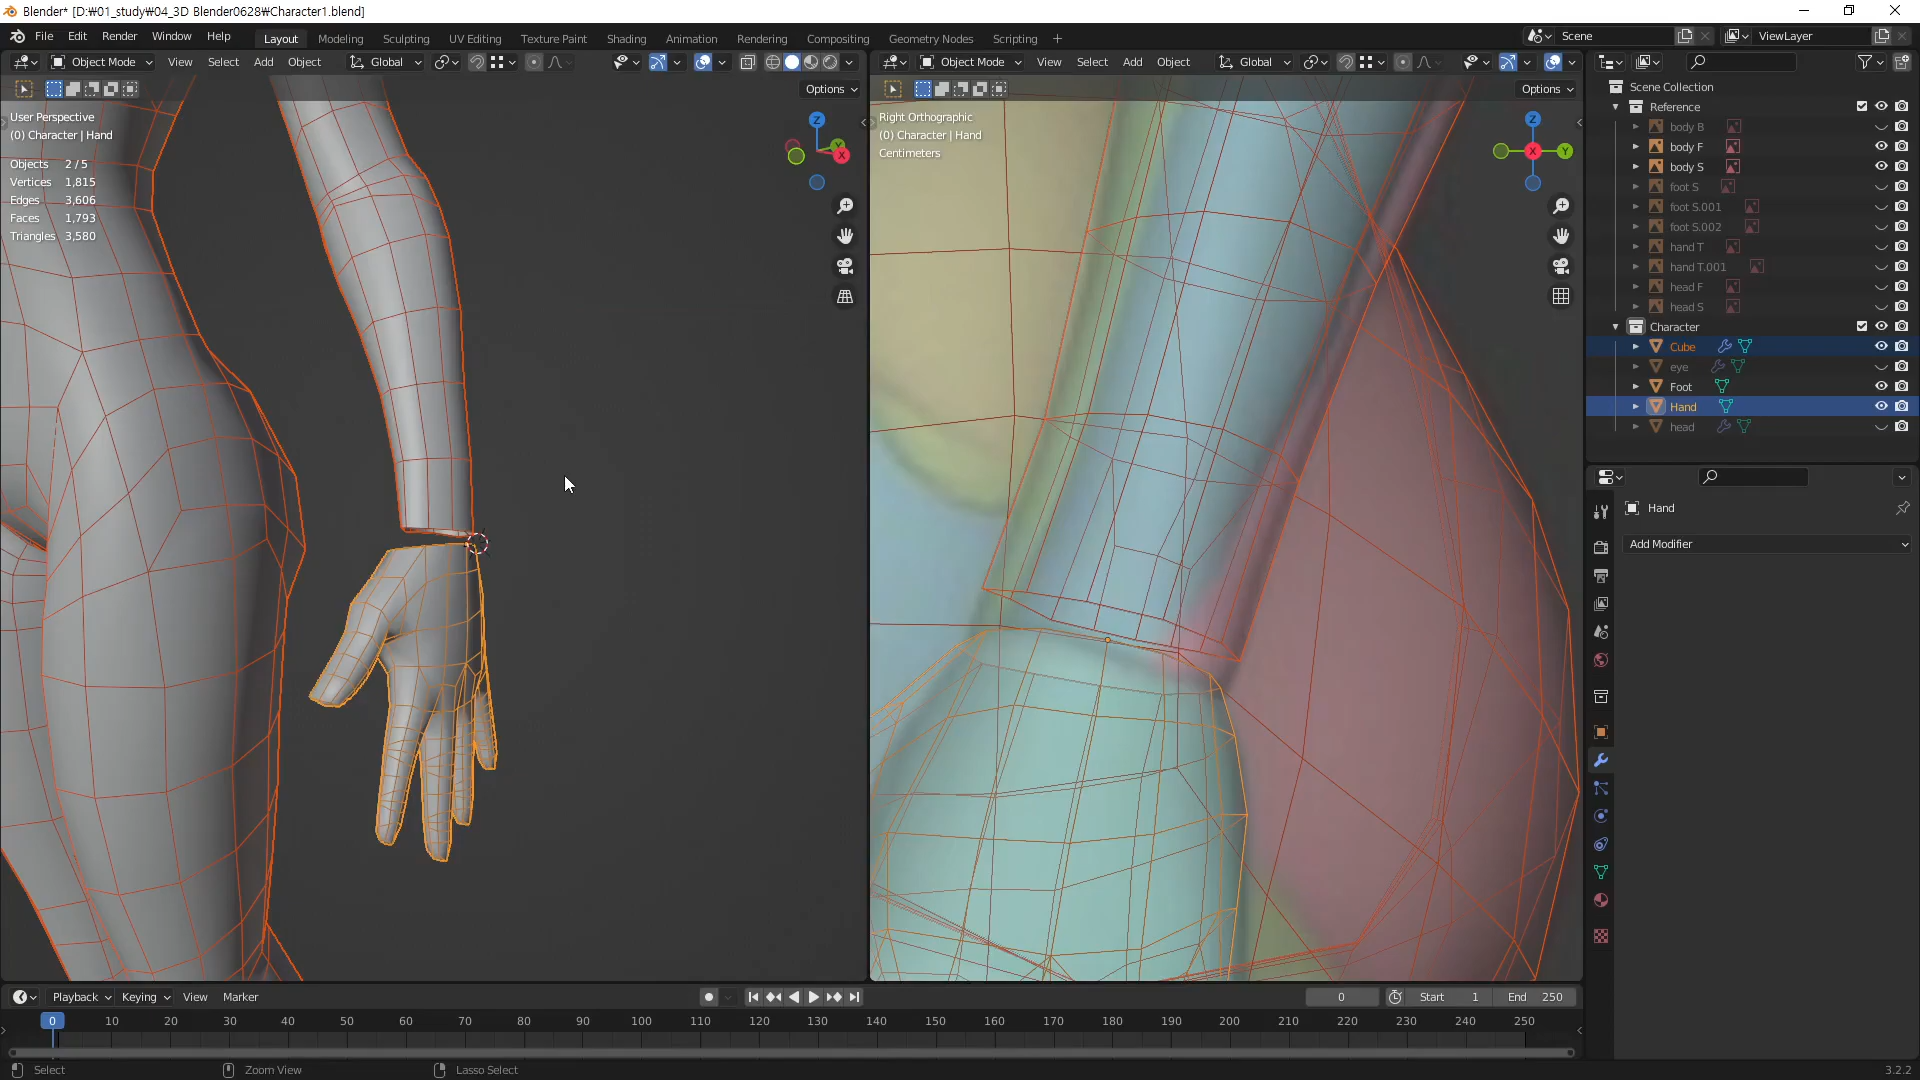 Blender* [D:₩01_study₩04_3D Blender0628₩Character1.blend]
File Edit Render Window Help Layout Modeling Sculpting UV Editing Texture Paint Shading Animation Rendering Compositing Geometry Nodes Scripting + Scene ViewLayer
Object Mode View Select Add Object Global
Options
User Perspective
(0) Character | Hand
Objects 2/5
Vertices 1,815
Edges 3,606
Faces 1,793
Triangles 3,580
Z
Y
X
Object Mode View Select Add Object Global
Options
Right Orthographic
(0) Character | Hand
Centimeters
Z
X
Y
Scene Collection
Reference
body B
body F
body S
foot S
foot S.001
foot S.002
hand T
hand T.001
head F
head S
Character
Cube
eye
Foot
Hand
head
Hand
Add Modifier
Playback Keying View Marker 0 Start 1 End 250
0 10 20 30 40 50 60 70 80 90 100 110 120 130 140 150 160 170 180 190 200 210 220 230 240 250
Select Zoom View Lasso Select 3.2.2